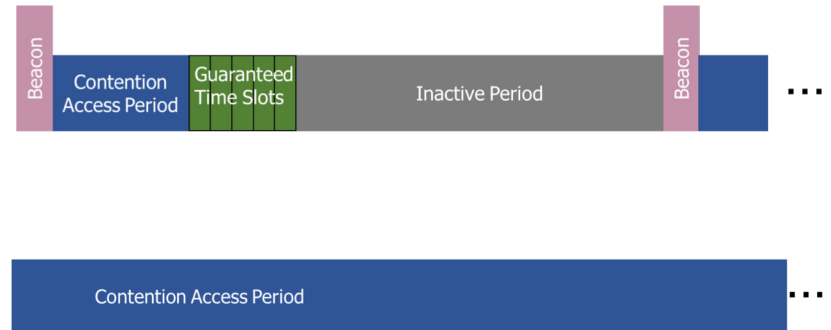 Beacon
Contention
Access Period
Guaranteed
Time Slots
Inactive Period
Beacon
...
Contention Access Period
...